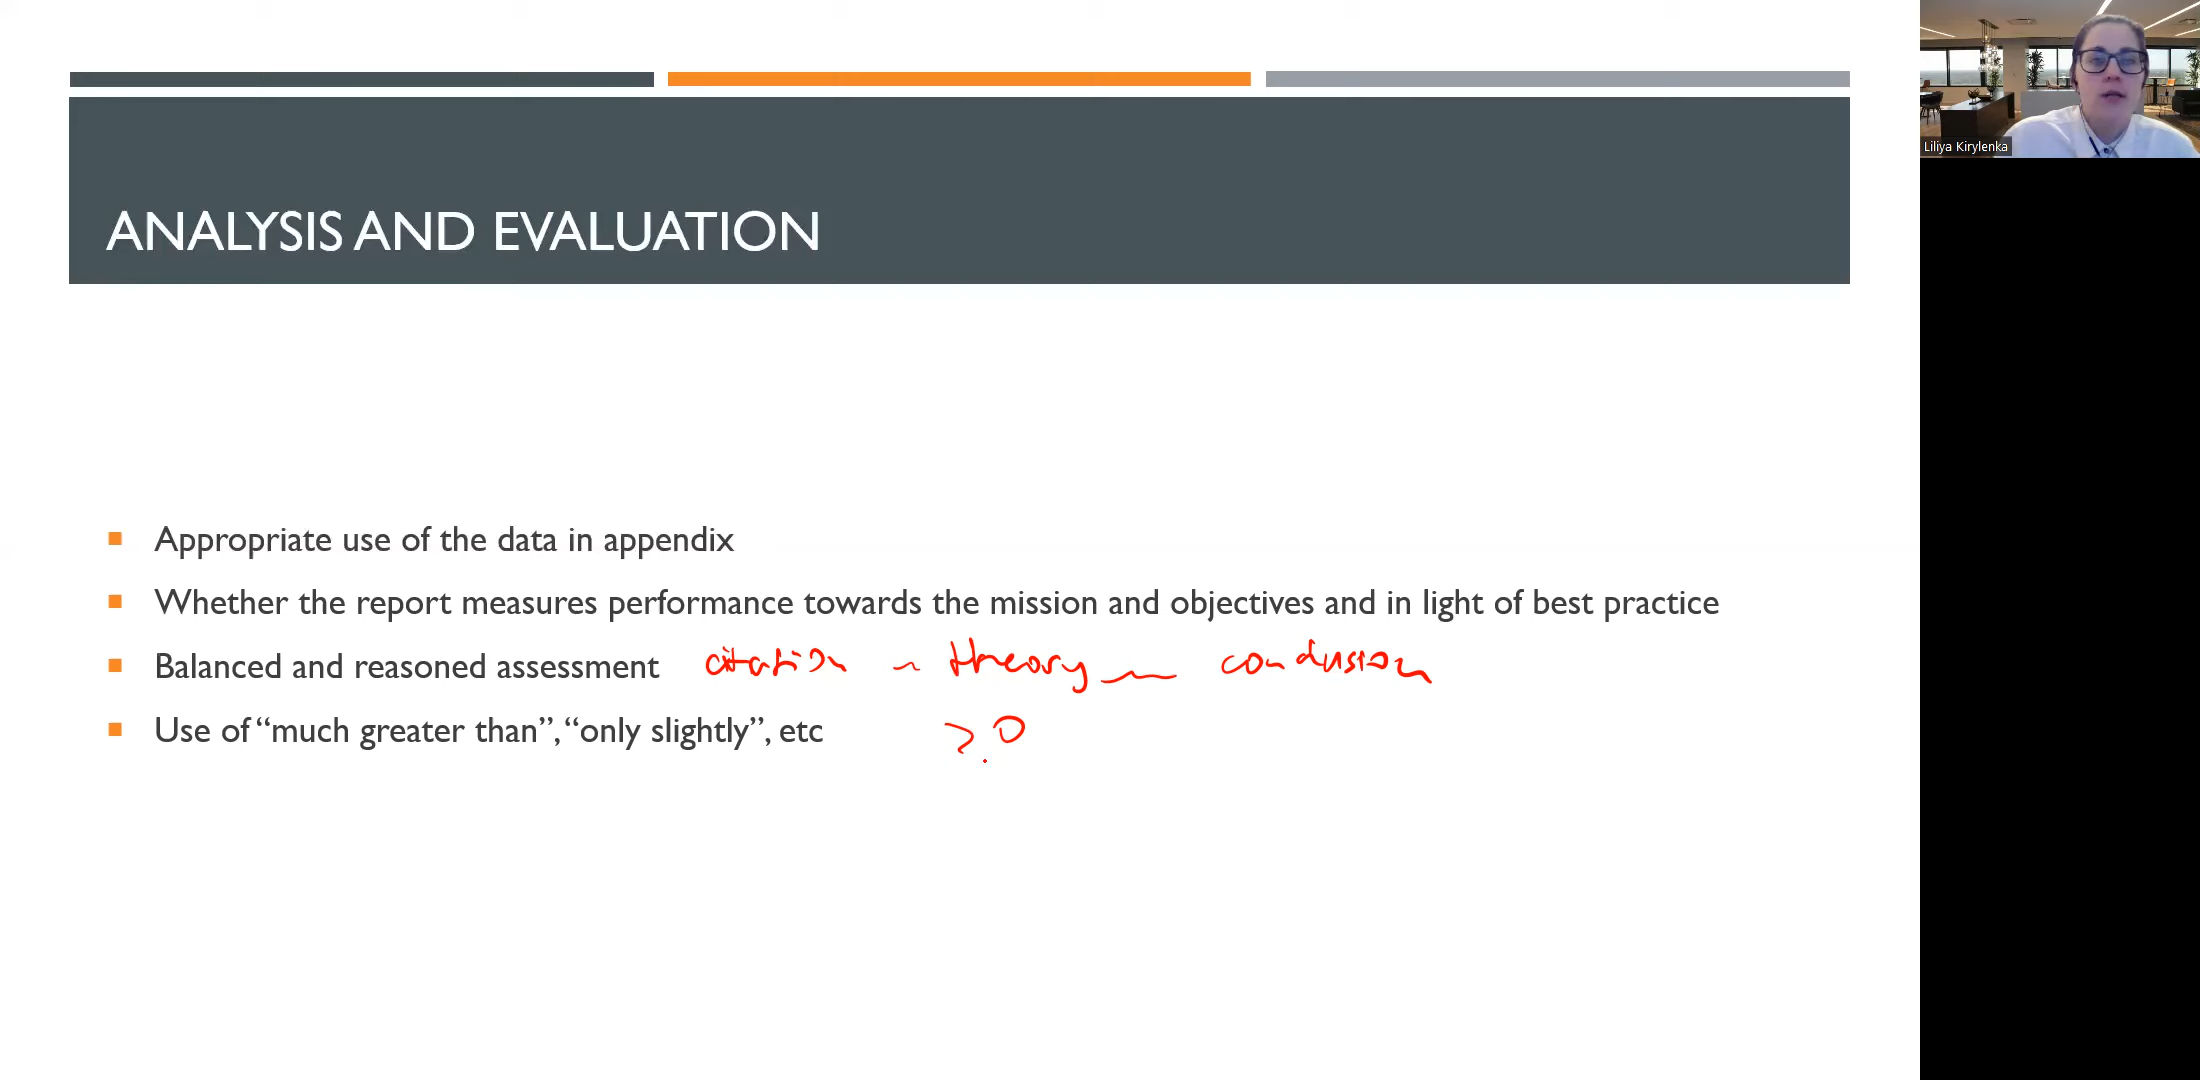 Liliya Kirylenka
ANALYSIS AND EVALUATION
Appropriate use of the data in appendix
Whether the report measures performance towards the mission and objectives and in light of best practice
Balanced and reasoned assessment citation ~ theory — conclusion
Use of “much greater than”, “only slightly”, etc > 0